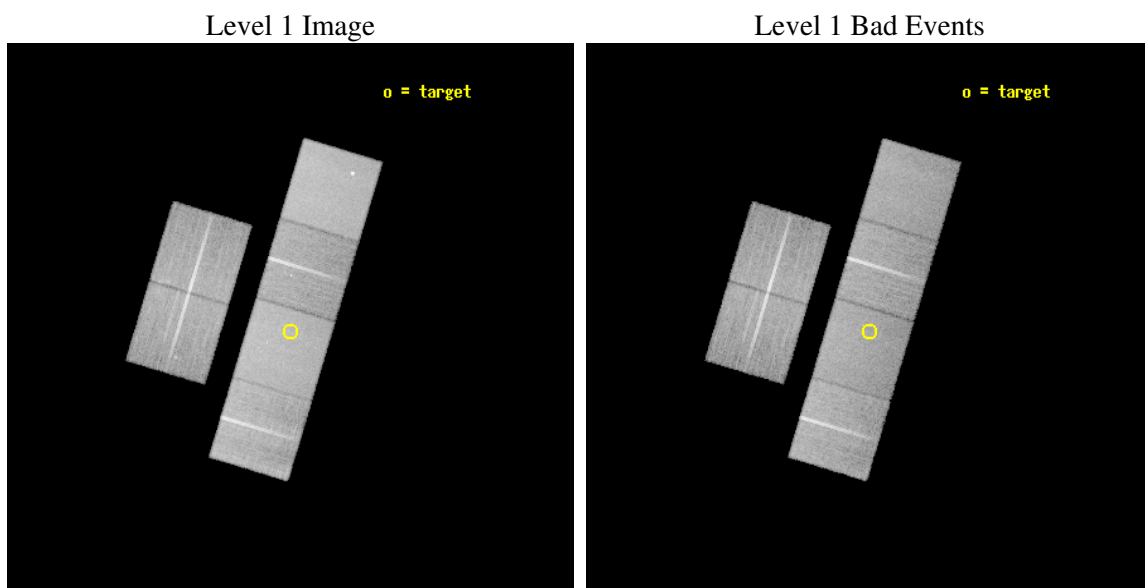 Level 1 Image
Level 1 Bad Events
o = target
o = target